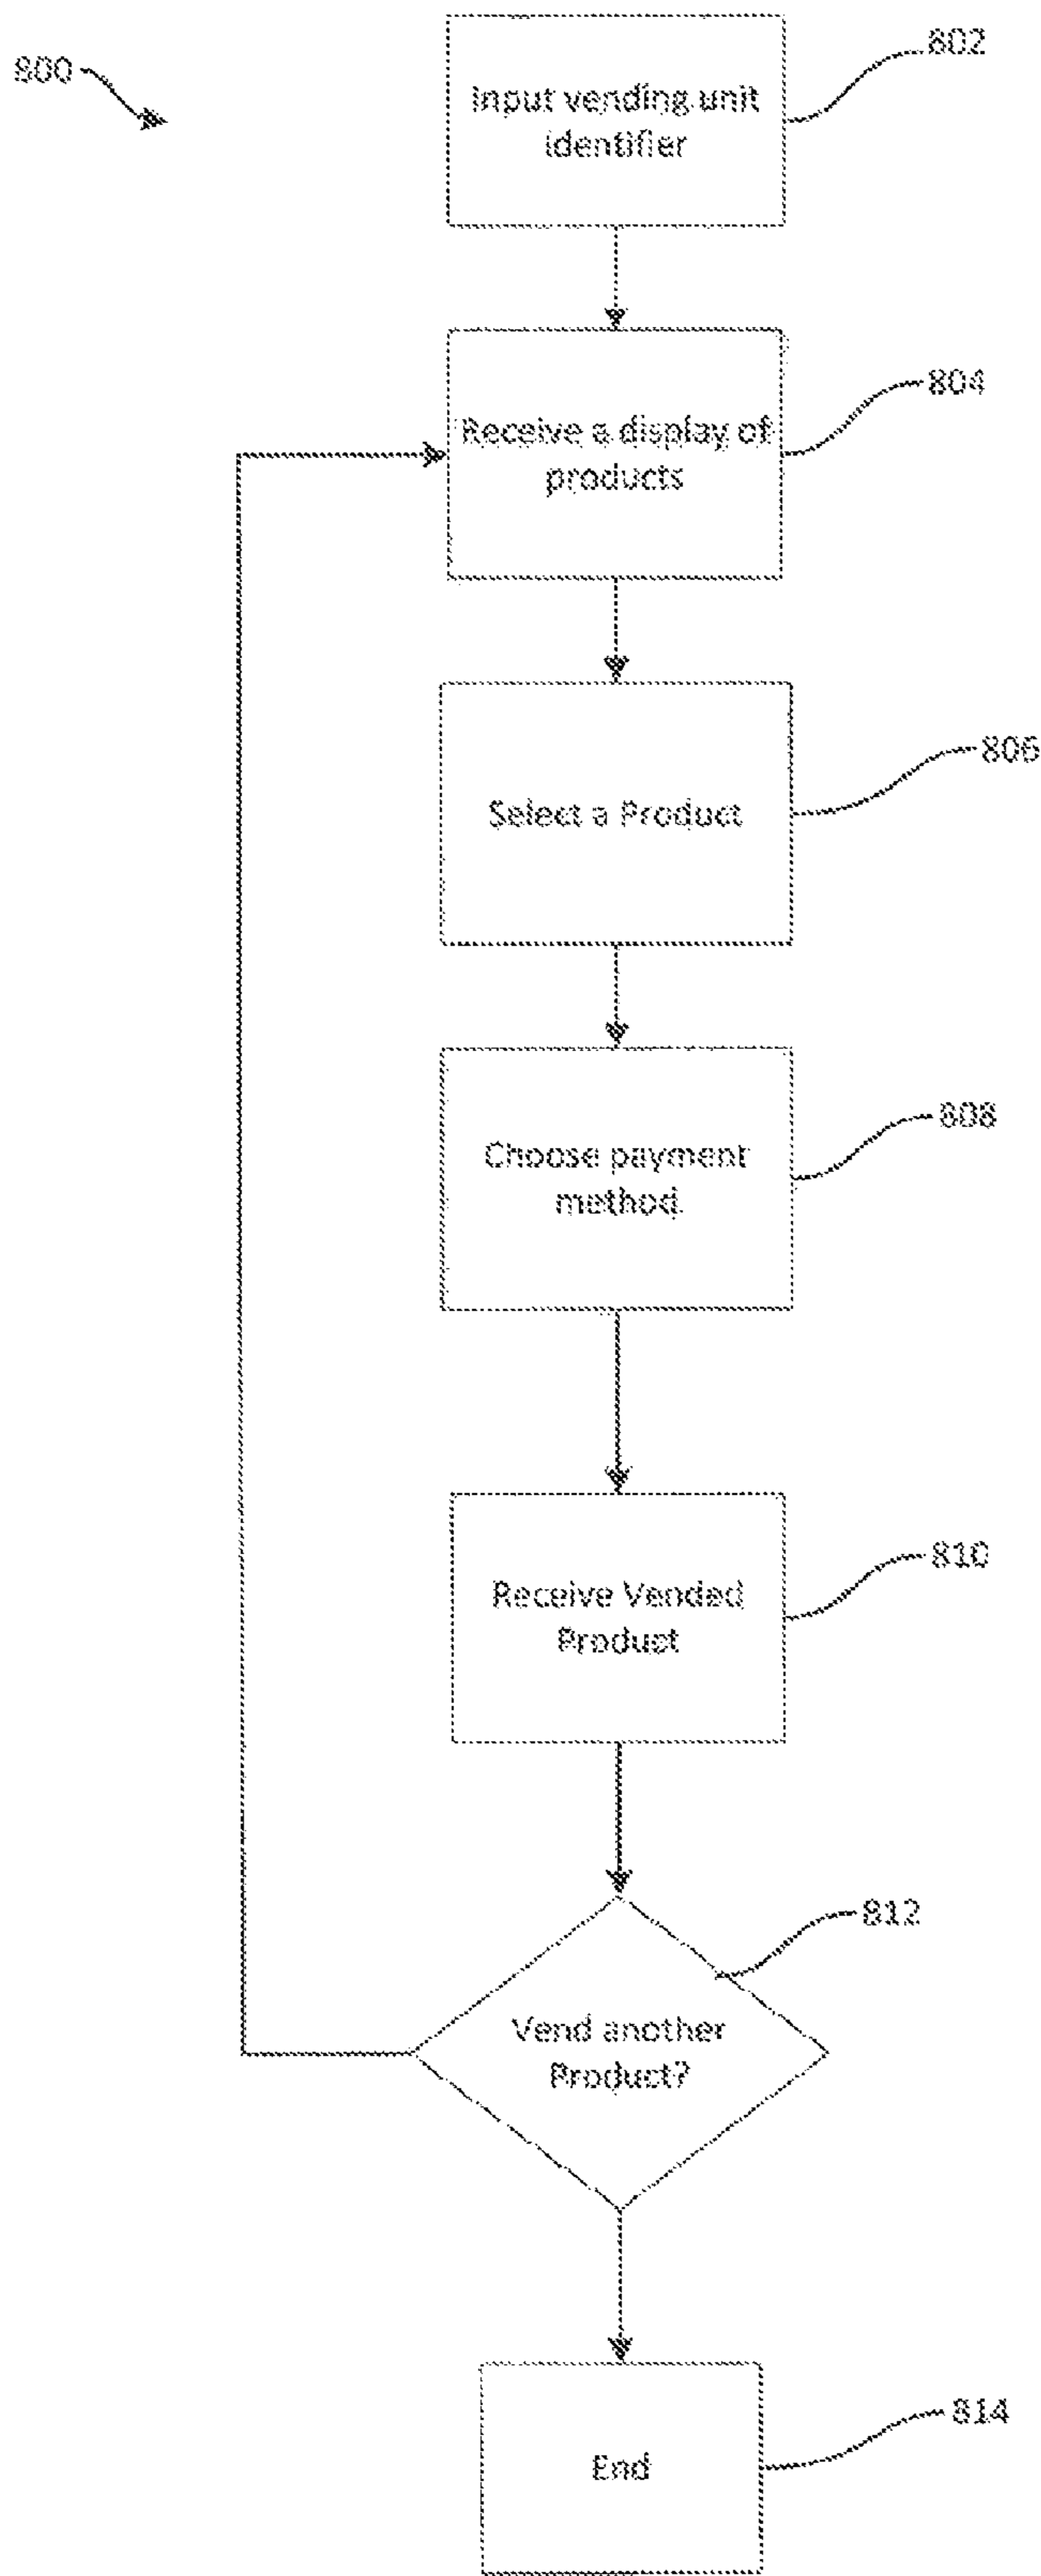 800
802
Input vending unit
identifier
804
Receive a display of
products
806
Select a Product
808
Choose payment
method
810
Receive Vended
Product
812
Vend another
Product?
814
End